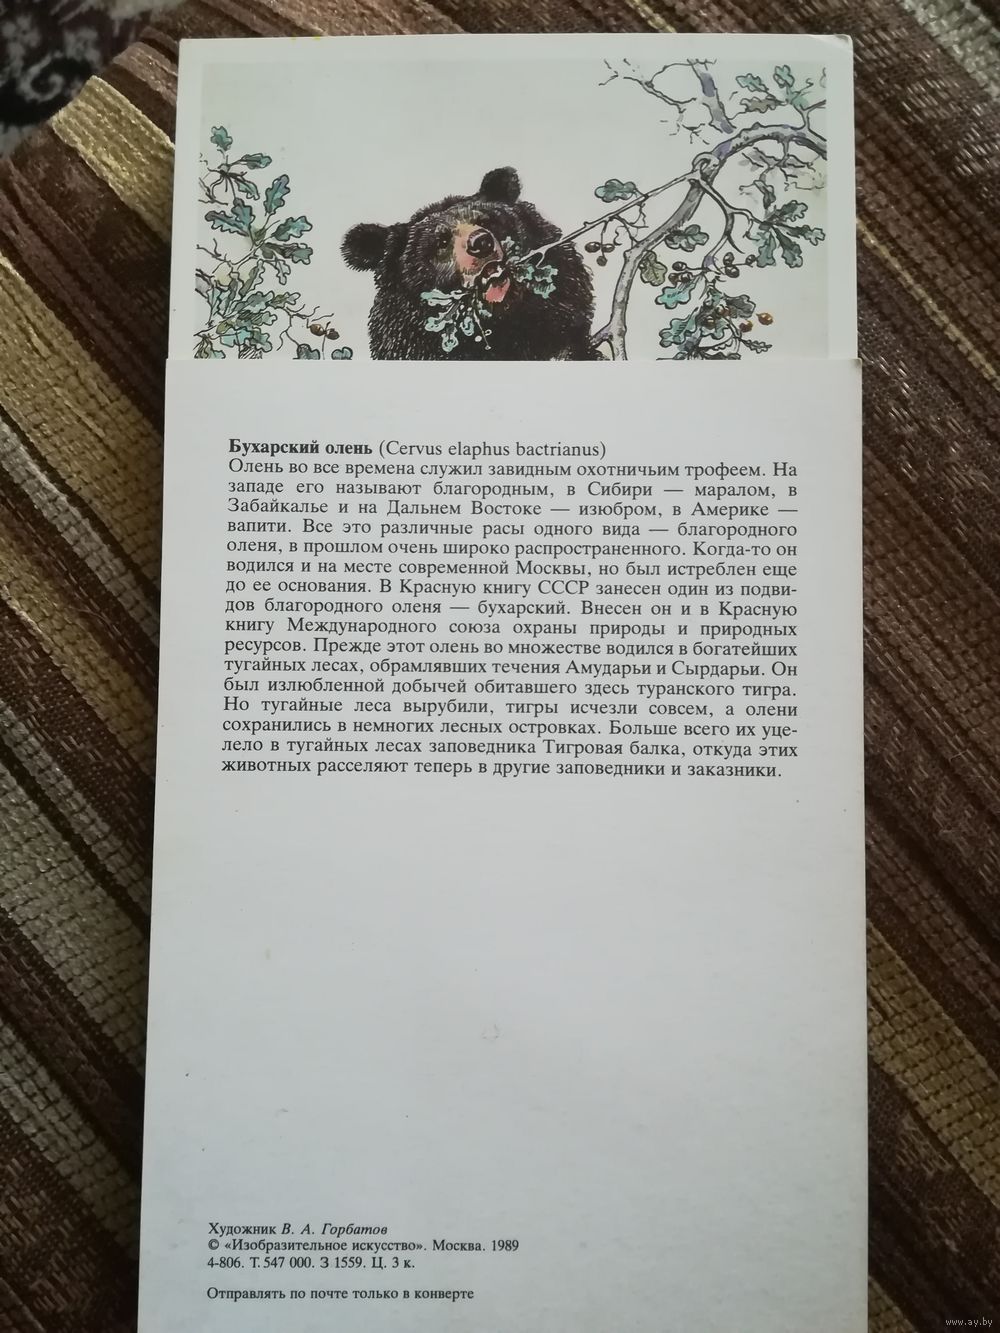 Бухарский олень (Cervus elaphus bactrianus)
Олень во все времена служил завидным охотничьим трофеем. На
западе его называют благородным, в Сибири — маралом, в
Забайкалье и на Дальнем Востоке — изюбром, в Америке —
вапити. Все это различные расы одного вида — благородного
оленя, в прошлом очень широко распространенного. Когда-то он
водился и на месте современной Москвы, но был истреблен еще
до ее основания. В Красную книгу СССР занесен один из подви-
дов благородного оленя — бухарский. Внесен он и в Красную
книгу Международного союза охраны природы и природных
ресурсов. Прежде этот олень во множестве водился в богатейших
тугайных лесах, обрамлявших течения Амударьи и Сырдарьи. Он
был излюбленной добычей обитавшего здесь туранского тигра.
Но тугайные леса вырубили, тигры исчезли совсем, а олени
сохранились в немногих лесных островках. Больше всего их уце-
лело в тугайных лесах заповедника Тигровая балка, откуда этих
животных расселяют теперь в другие заповедники и заказники.
Художник В. А. Горбатов
© «Изобразительное искусство». Москва. 1989
4-806. Т. 547 000. З 1559. Ц. 3 к.
Отправлять по почте только в конверте
www.ay.by